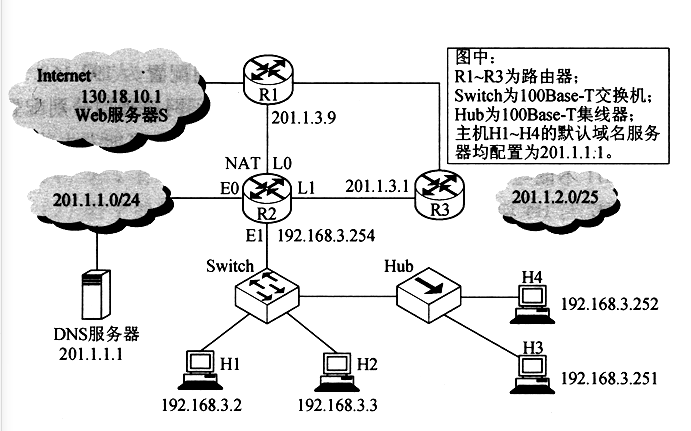 Internet
130.18.10.1
Web服务器S
R1
201.1.3.9
图中:
R1~R3为路由器;
Switch为100Base-T交换机;
Hub为100Base-T集线器;
主机H1~H4的默认域名服务
器均配置为201.1.1.1。
NAT
L0
201.1.1.0/24
E0
R2
L1
201.1.3.1
R3
201.1.2.0/25
E1
192.168.3.254
Switch
Hub
H4
192.168.3.252
DNS服务器
201.1.1.1
H1
192.168.3.2
H2
192.168.3.3
H3
192.168.3.251